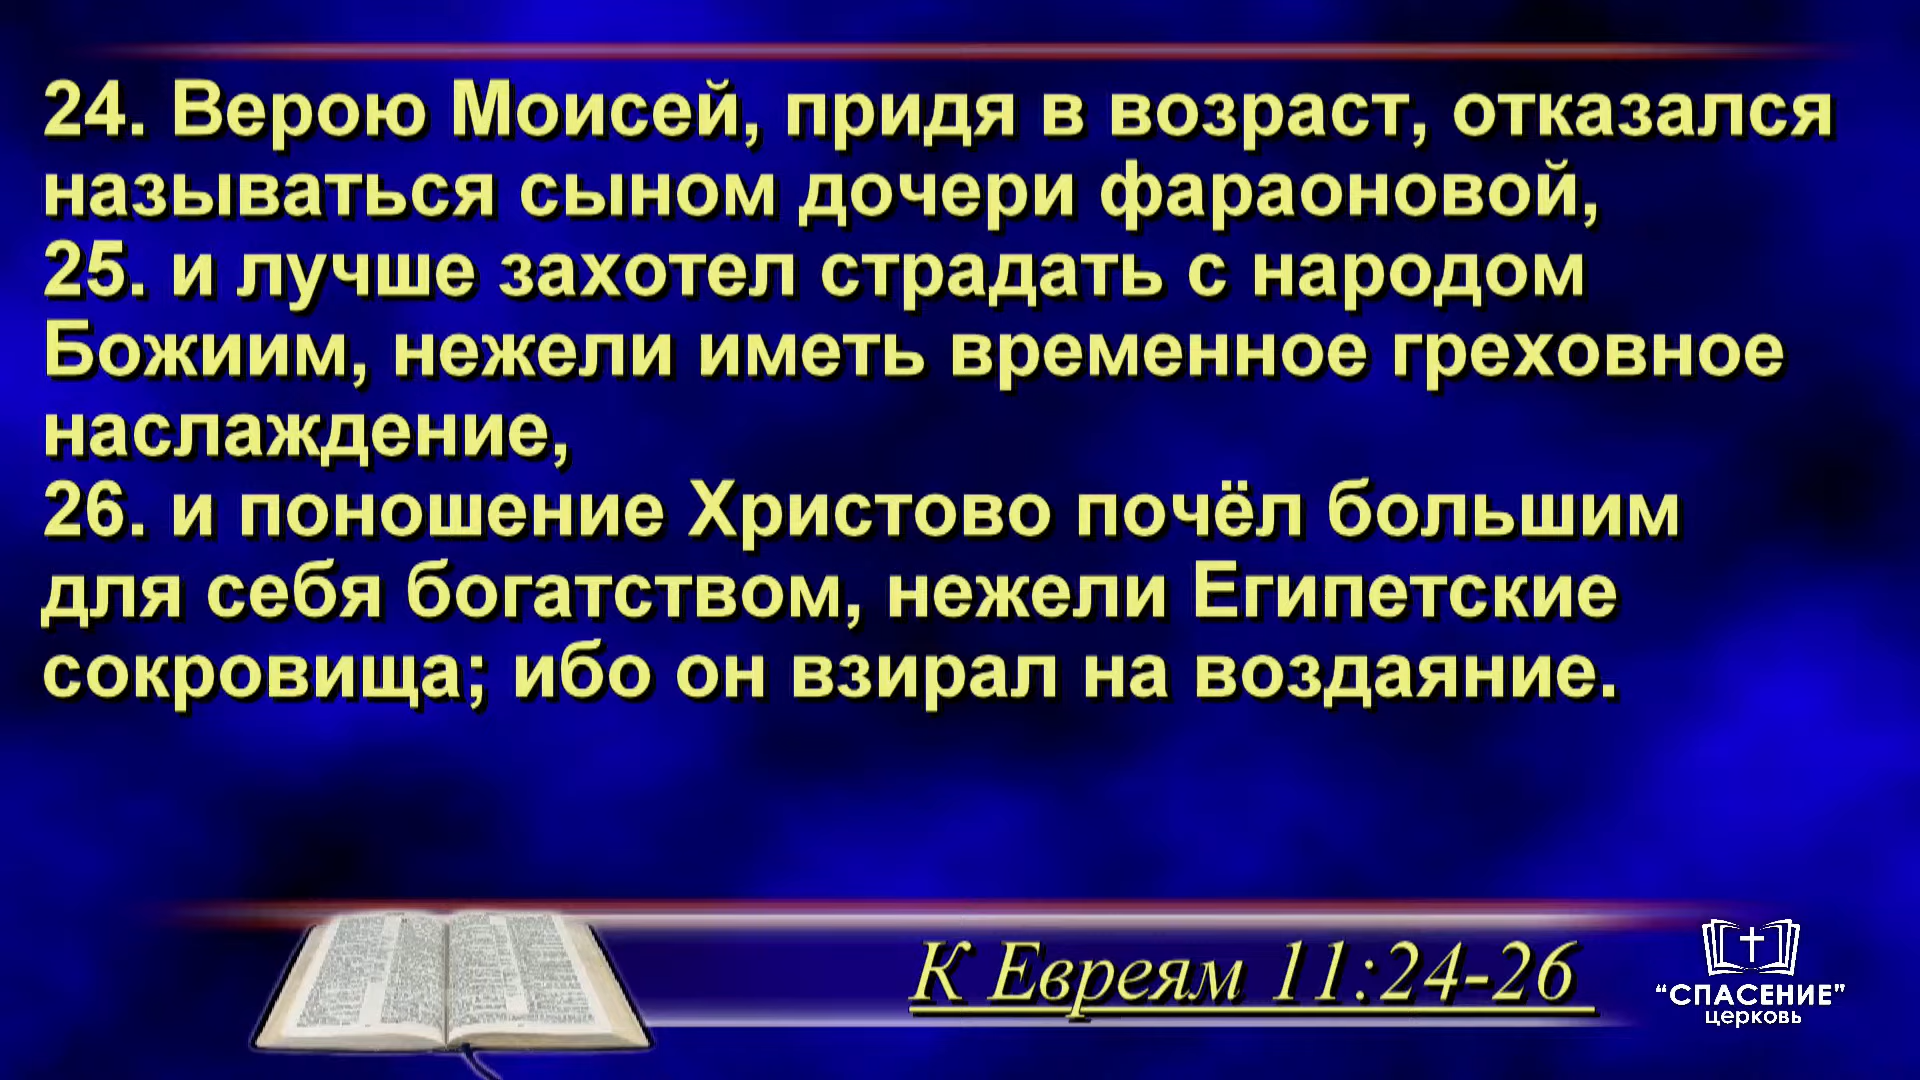 24. Верою Моисей, придя в возраст, отказался
называться сыном дочери фараоновой,
25. и лучше захотел страдать с народом
Божиим, нежели иметь временное греховное
наслаждение,
26. и поношение Христово почёл большим
для себя богатством, нежели Египетские
сокровища; ибо он взирал на воздаяние.
К Евреям 11:24-26
“СПАСЕНИЕ”
церковь